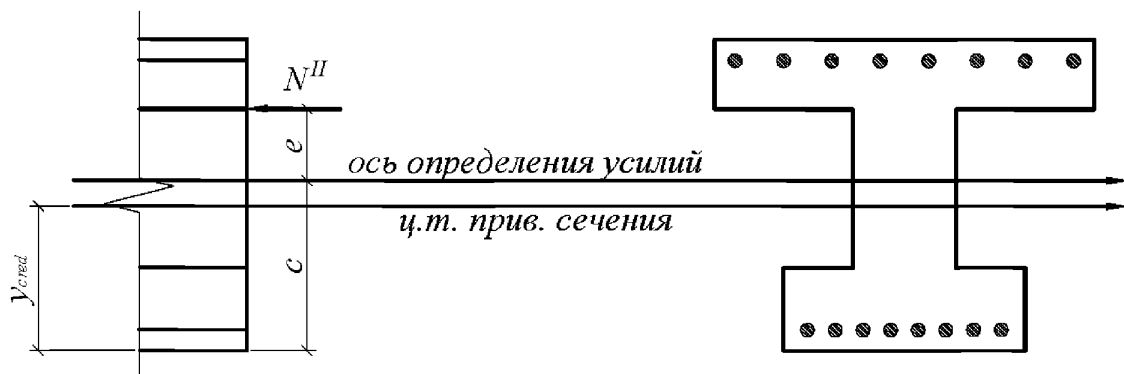 N^II
e
ось определения усилий
ц.т. прив. сечения
c
y_cred